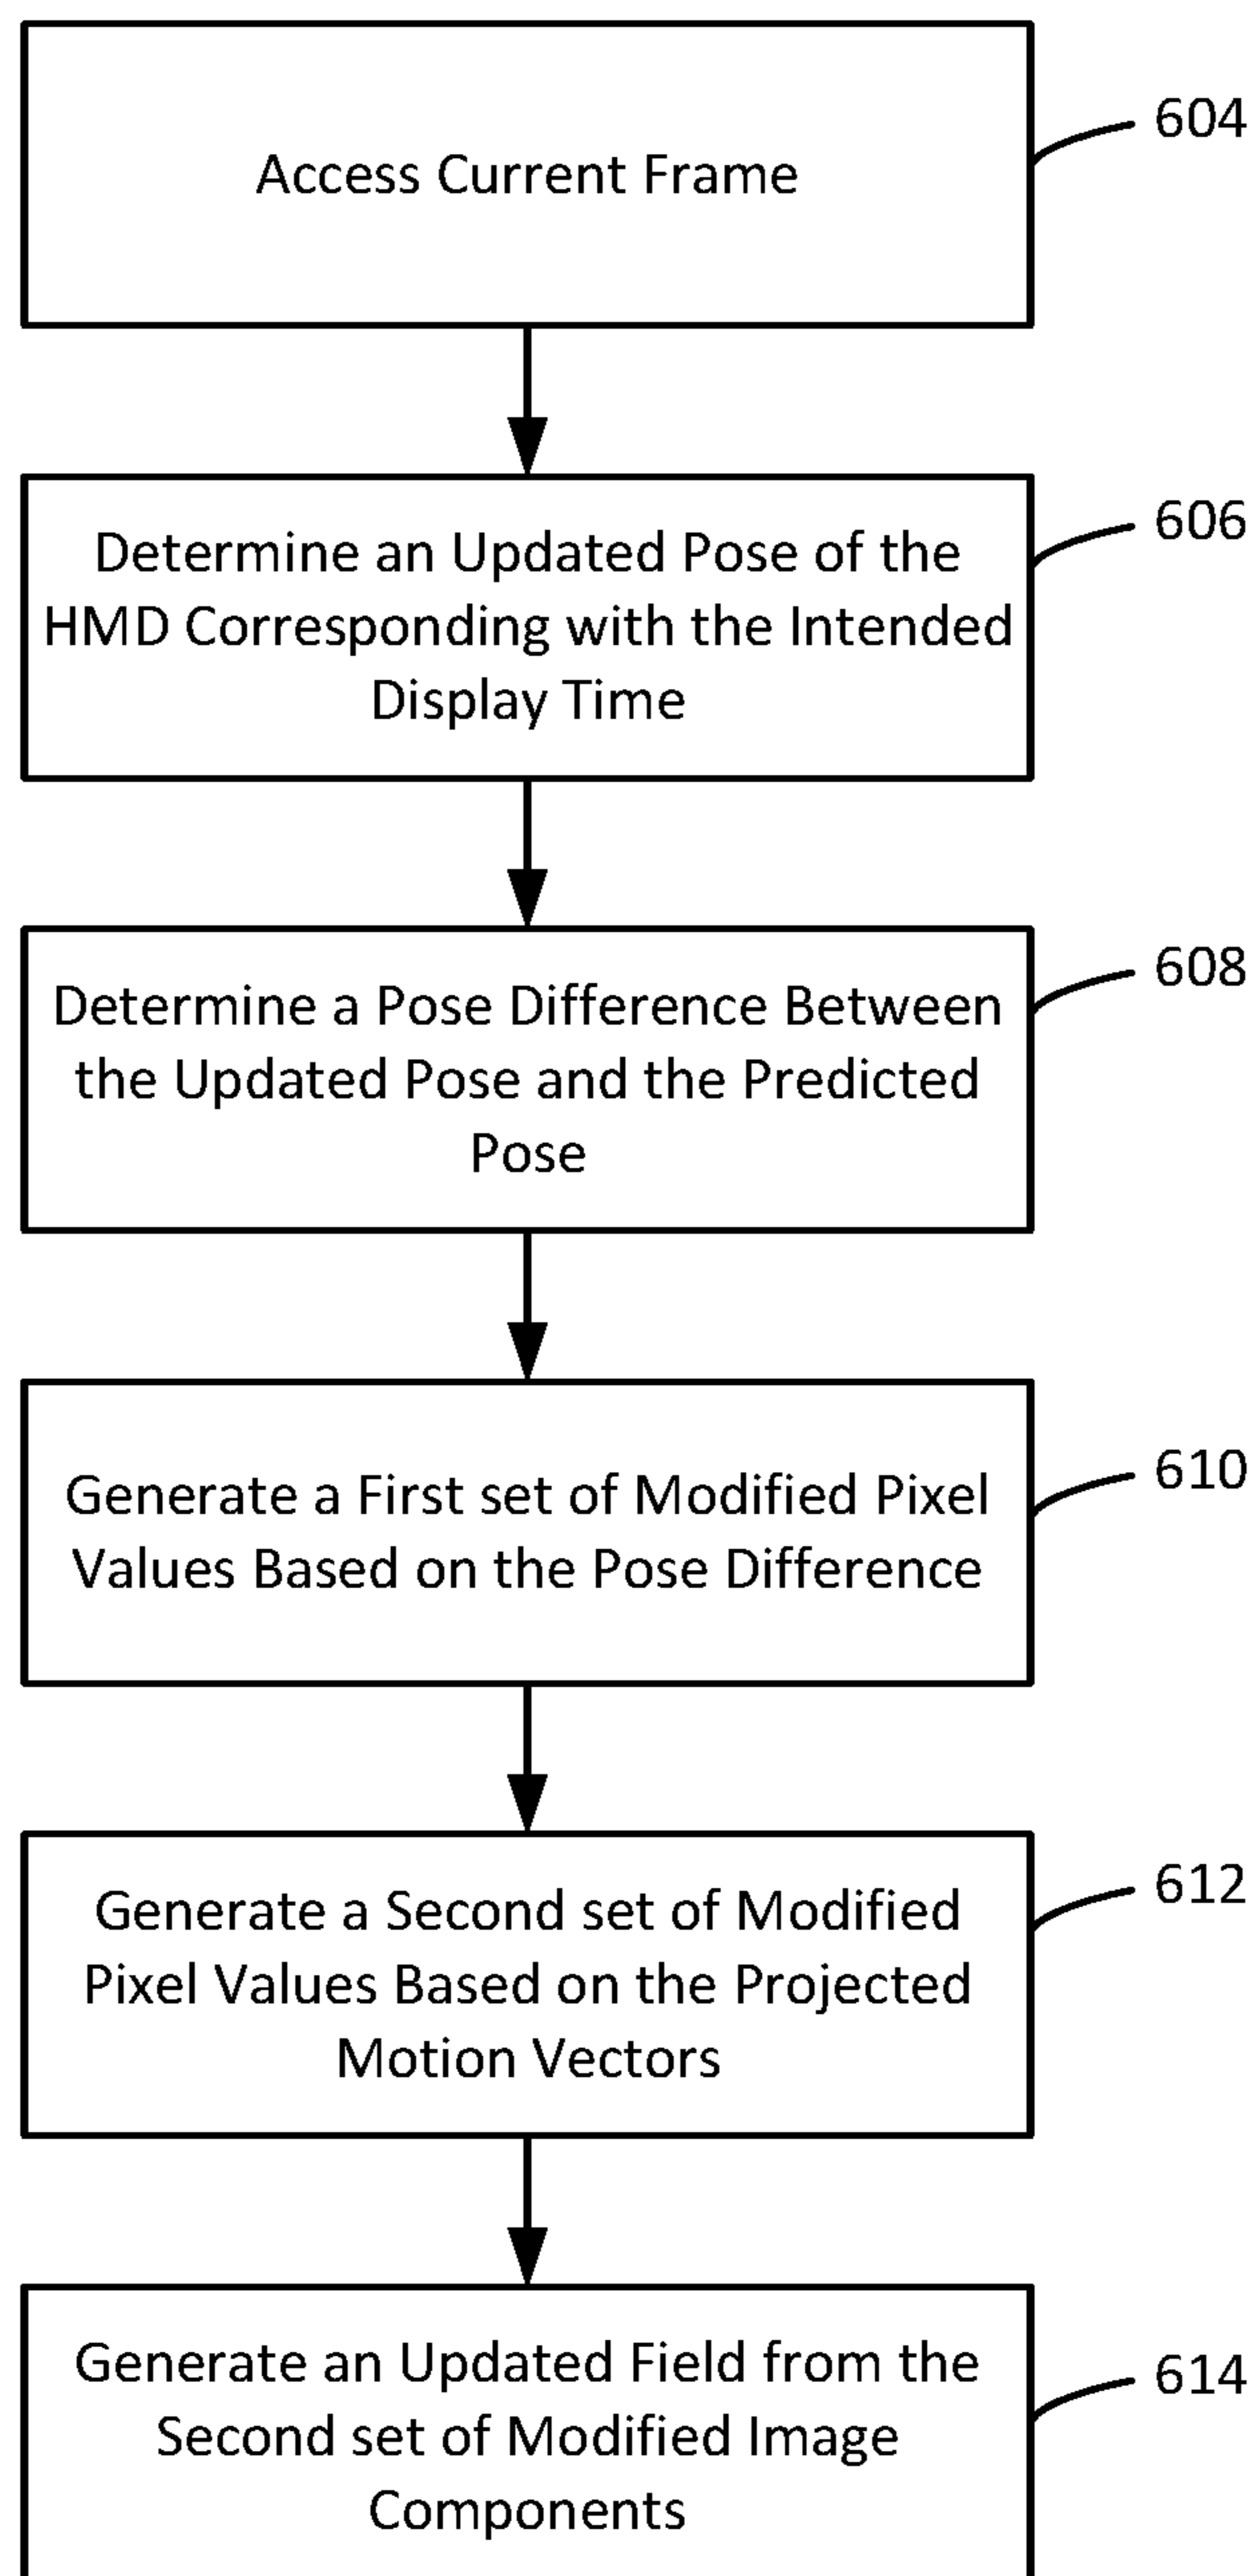 Access Current Frame
604
Determine an Updated Pose of the
HMD Corresponding with the Intended
Display Time
606
Determine a Pose Difference Between
the Updated Pose and the Predicted
Pose
608
Generate a First set of Modified Pixel
Values Based on the Pose Difference
610
Generate a Second set of Modified
Pixel Values Based on the Projected
Motion Vectors
612
Generate an Updated Field from the
Second set of Modified Image
Components
614